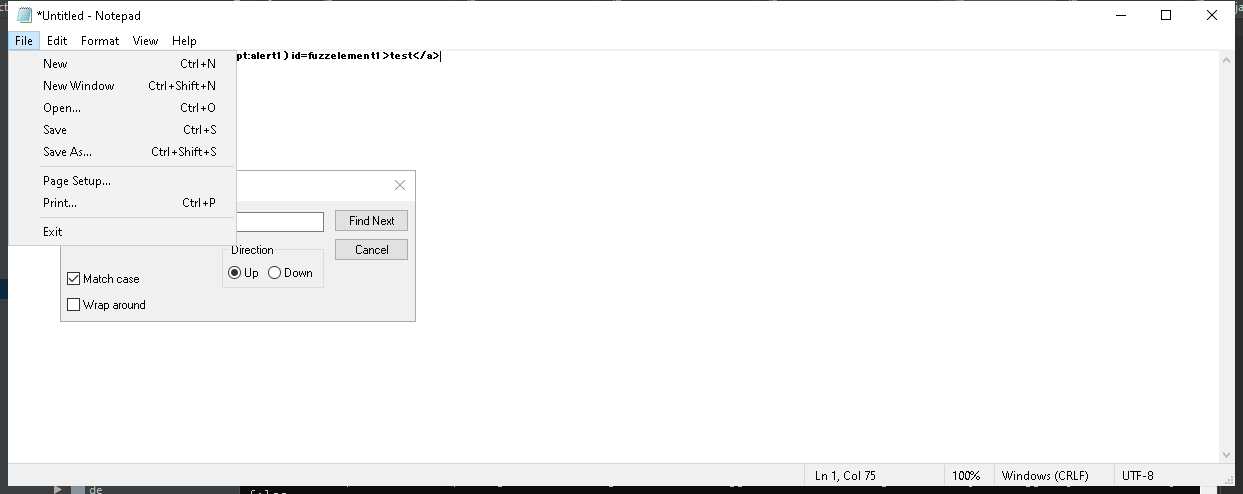 *Untitled - Notepad
File Edit Format View Help
pt:alert1) id=fuzzelement1>test</a>
New Ctrl+N
New Window Ctrl+Shift+N
Open... Ctrl+O
Save Ctrl+S
Save As... Ctrl+Shift+S
Page Setup...
Print... Ctrl+P
Exit
Find Next
Cancel
Direction
Up Down
Match case
Wrap around
Ln 1, Col 75 100% Windows (CRLF) UTF-8
de